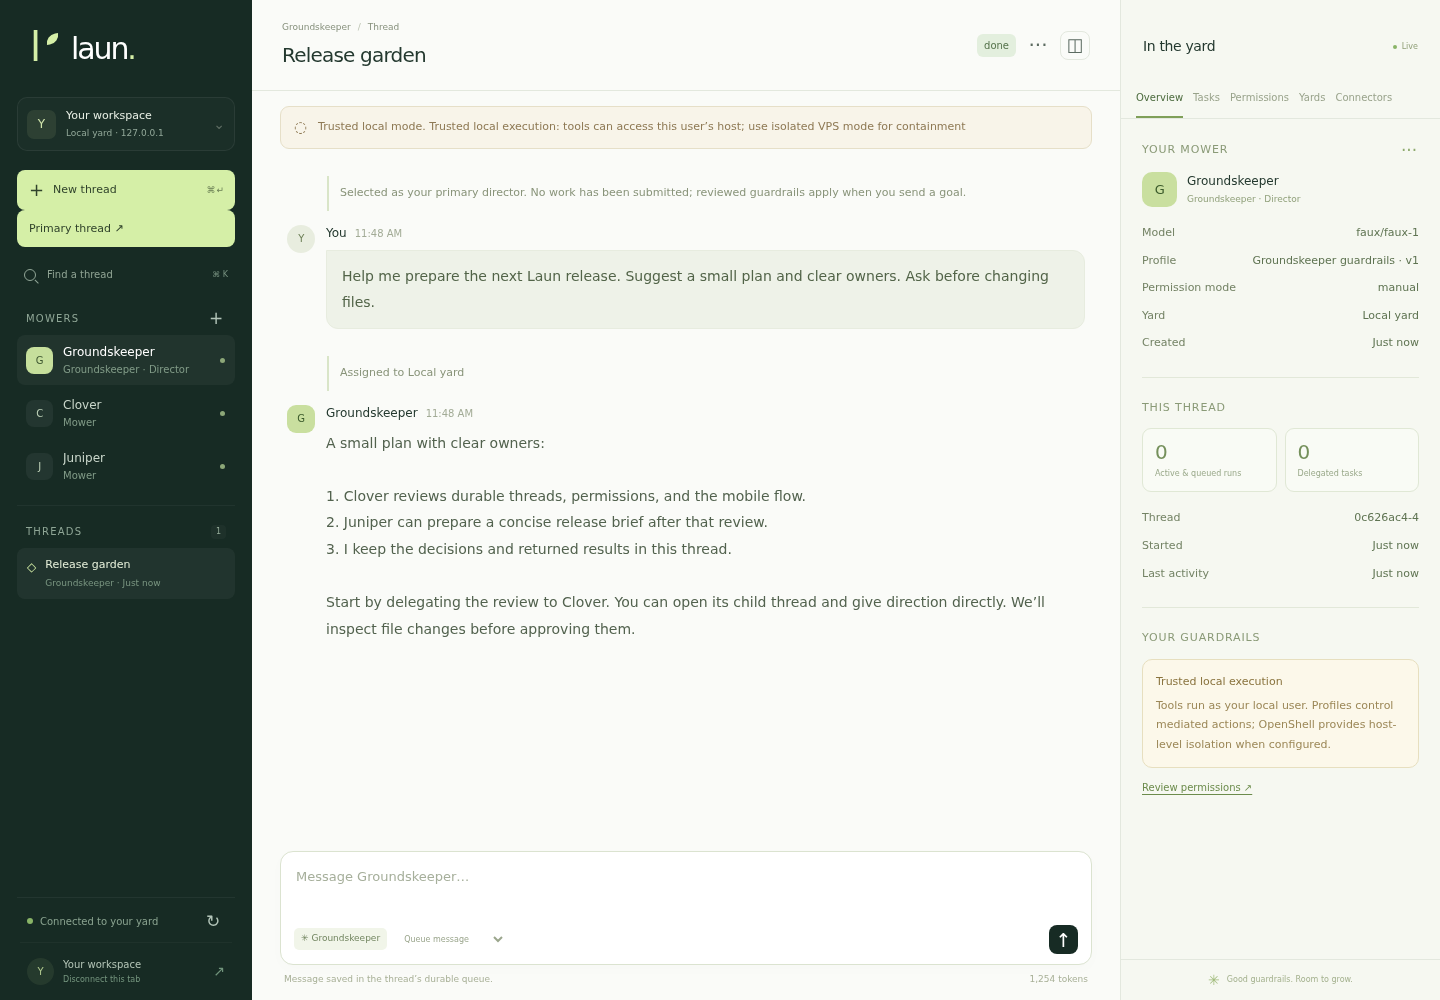 laun.
Y
Your workspace
Local yard · 127.0.0.1
+ New thread ⌘↵
Primary thread ↗
Find a thread ⌘ K
MOWERS +
G
Groundskeeper
Groundskeeper · Director
C
Clover
Mower
J
Juniper
Mower
THREADS 1
Release garden
Groundskeeper · Just now
Connected to your yard ↻
Y
Your workspace
Disconnect this tab ↗
Groundskeeper / Thread
Release garden
done ···
Trusted local mode. Trusted local execution: tools can access this user’s host; use isolated VPS mode for containment
Selected as your primary director. No work has been submitted; reviewed guardrails apply when you send a goal.
Y You 11:48 AM
Help me prepare the next Laun release. Suggest a small plan and clear owners. Ask before changing
files.
Assigned to Local yard
G Groundskeeper 11:48 AM
A small plan with clear owners:
1. Clover reviews durable threads, permissions, and the mobile flow.
2. Juniper can prepare a concise release brief after that review.
3. I keep the decisions and returned results in this thread.
Start by delegating the review to Clover. You can open its child thread and give direction directly. We’ll
inspect file changes before approving them.
Message Groundskeeper…
✳ Groundskeeper Queue message ↑
Message saved in the thread’s durable queue. 1,254 tokens
In the yard Live
Overview Tasks Permissions Yards Connectors
YOUR MOWER ···
G
Groundskeeper
Groundskeeper · Director
Model faux/faux-1
Profile Groundskeeper guardrails · v1
Permission mode manual
Yard Local yard
Created Just now
THIS THREAD
0 0
Active & queued runs Delegated tasks
Thread 0c626ac4-4
Started Just now
Last activity Just now
YOUR GUARDRAILS
Trusted local execution
Tools run as your local user. Profiles control
mediated actions; OpenShell provides host-
level isolation when configured.
Review permissions ↗
✳ Good guardrails. Room to grow.